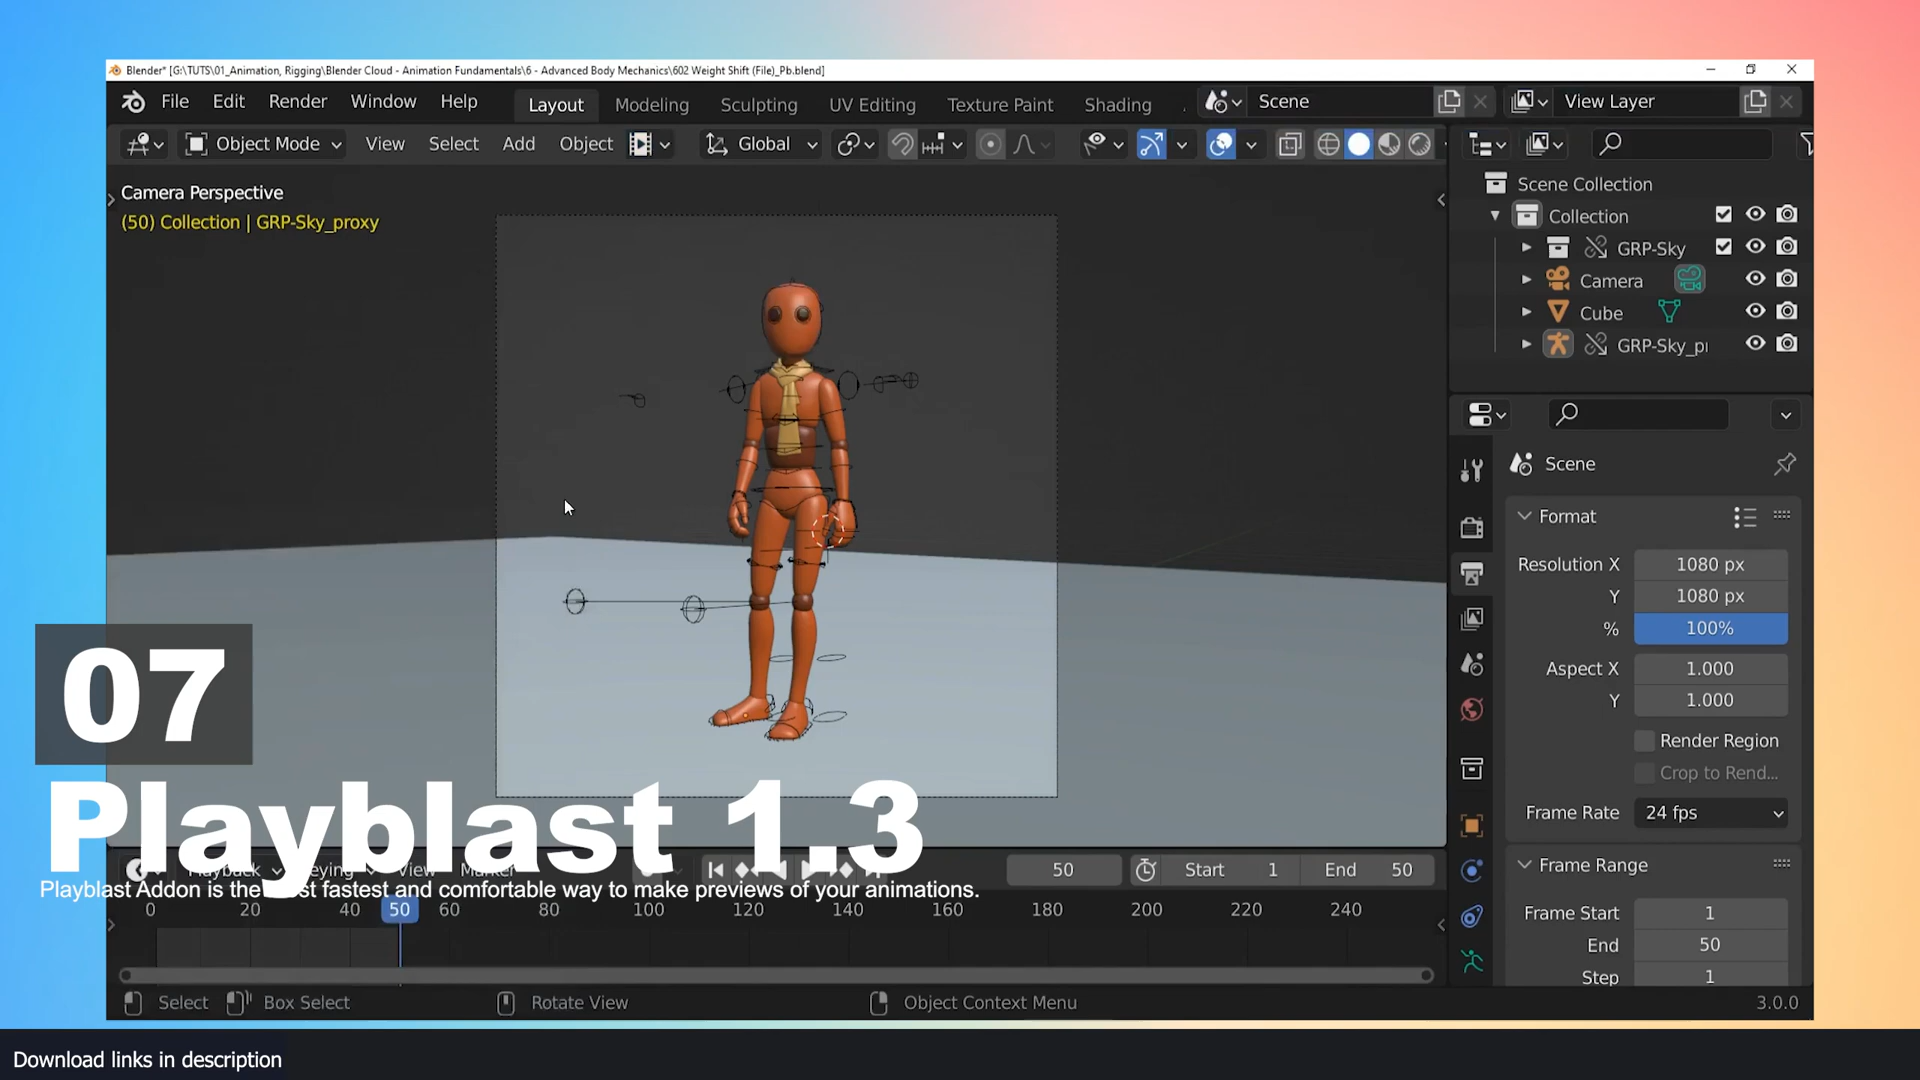 Blender* [G:\TUTS\01_Animation, Rigging\Blender Cloud - Animation Fundamentals\6 - Advanced Body Mechanics\602 Weight Shift (File)_Pb.blend]
File Edit Render Window Help Layout Modeling Sculpting UV Editing Texture Paint Shading Scene View Layer
Object Mode View Select Add Object Global
Camera Perspective
(50) Collection | GRP-Sky_proxy
Scene Collection
Collection
GRP-Sky
Camera
Cube
GRP-Sky_pr
Scene
Format
Resolution X 1080 px
Y 1080 px
% 100%
Aspect X 1.000
Y 1.000
Render Region
Crop to Rend...
Frame Rate 24 fps
Frame Range
Frame Start 1
End 50
Step 1
07
Playblast 1.3
Playback View 50 Start 1 End 50
Playblast Addon is the fastest and comfortable way to make previews of your animations.
0 20 40 50 60 80 100 120 140 160 180 200 220 240
Select Box Select Rotate View Object Context Menu 3.0.0
Download links in description